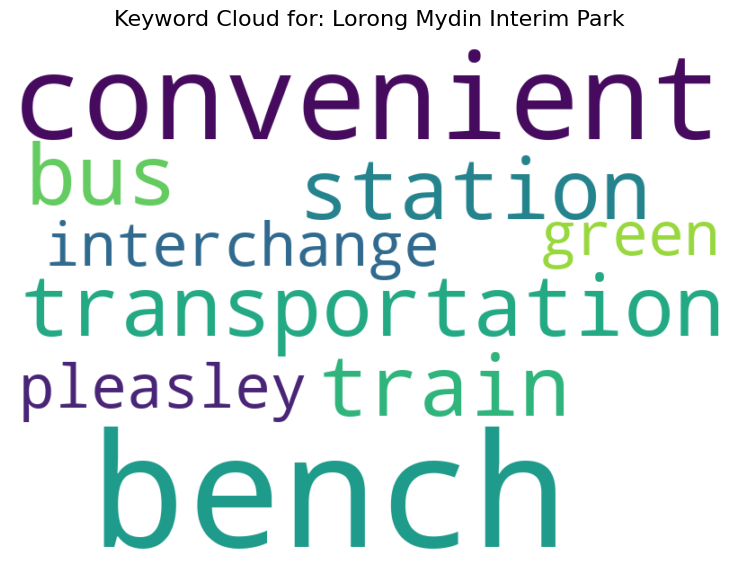 Keyword Cloud for: Lorong Mydin Interim Park
convenient
bus station
interchange green
transportation
pleasley train
bench